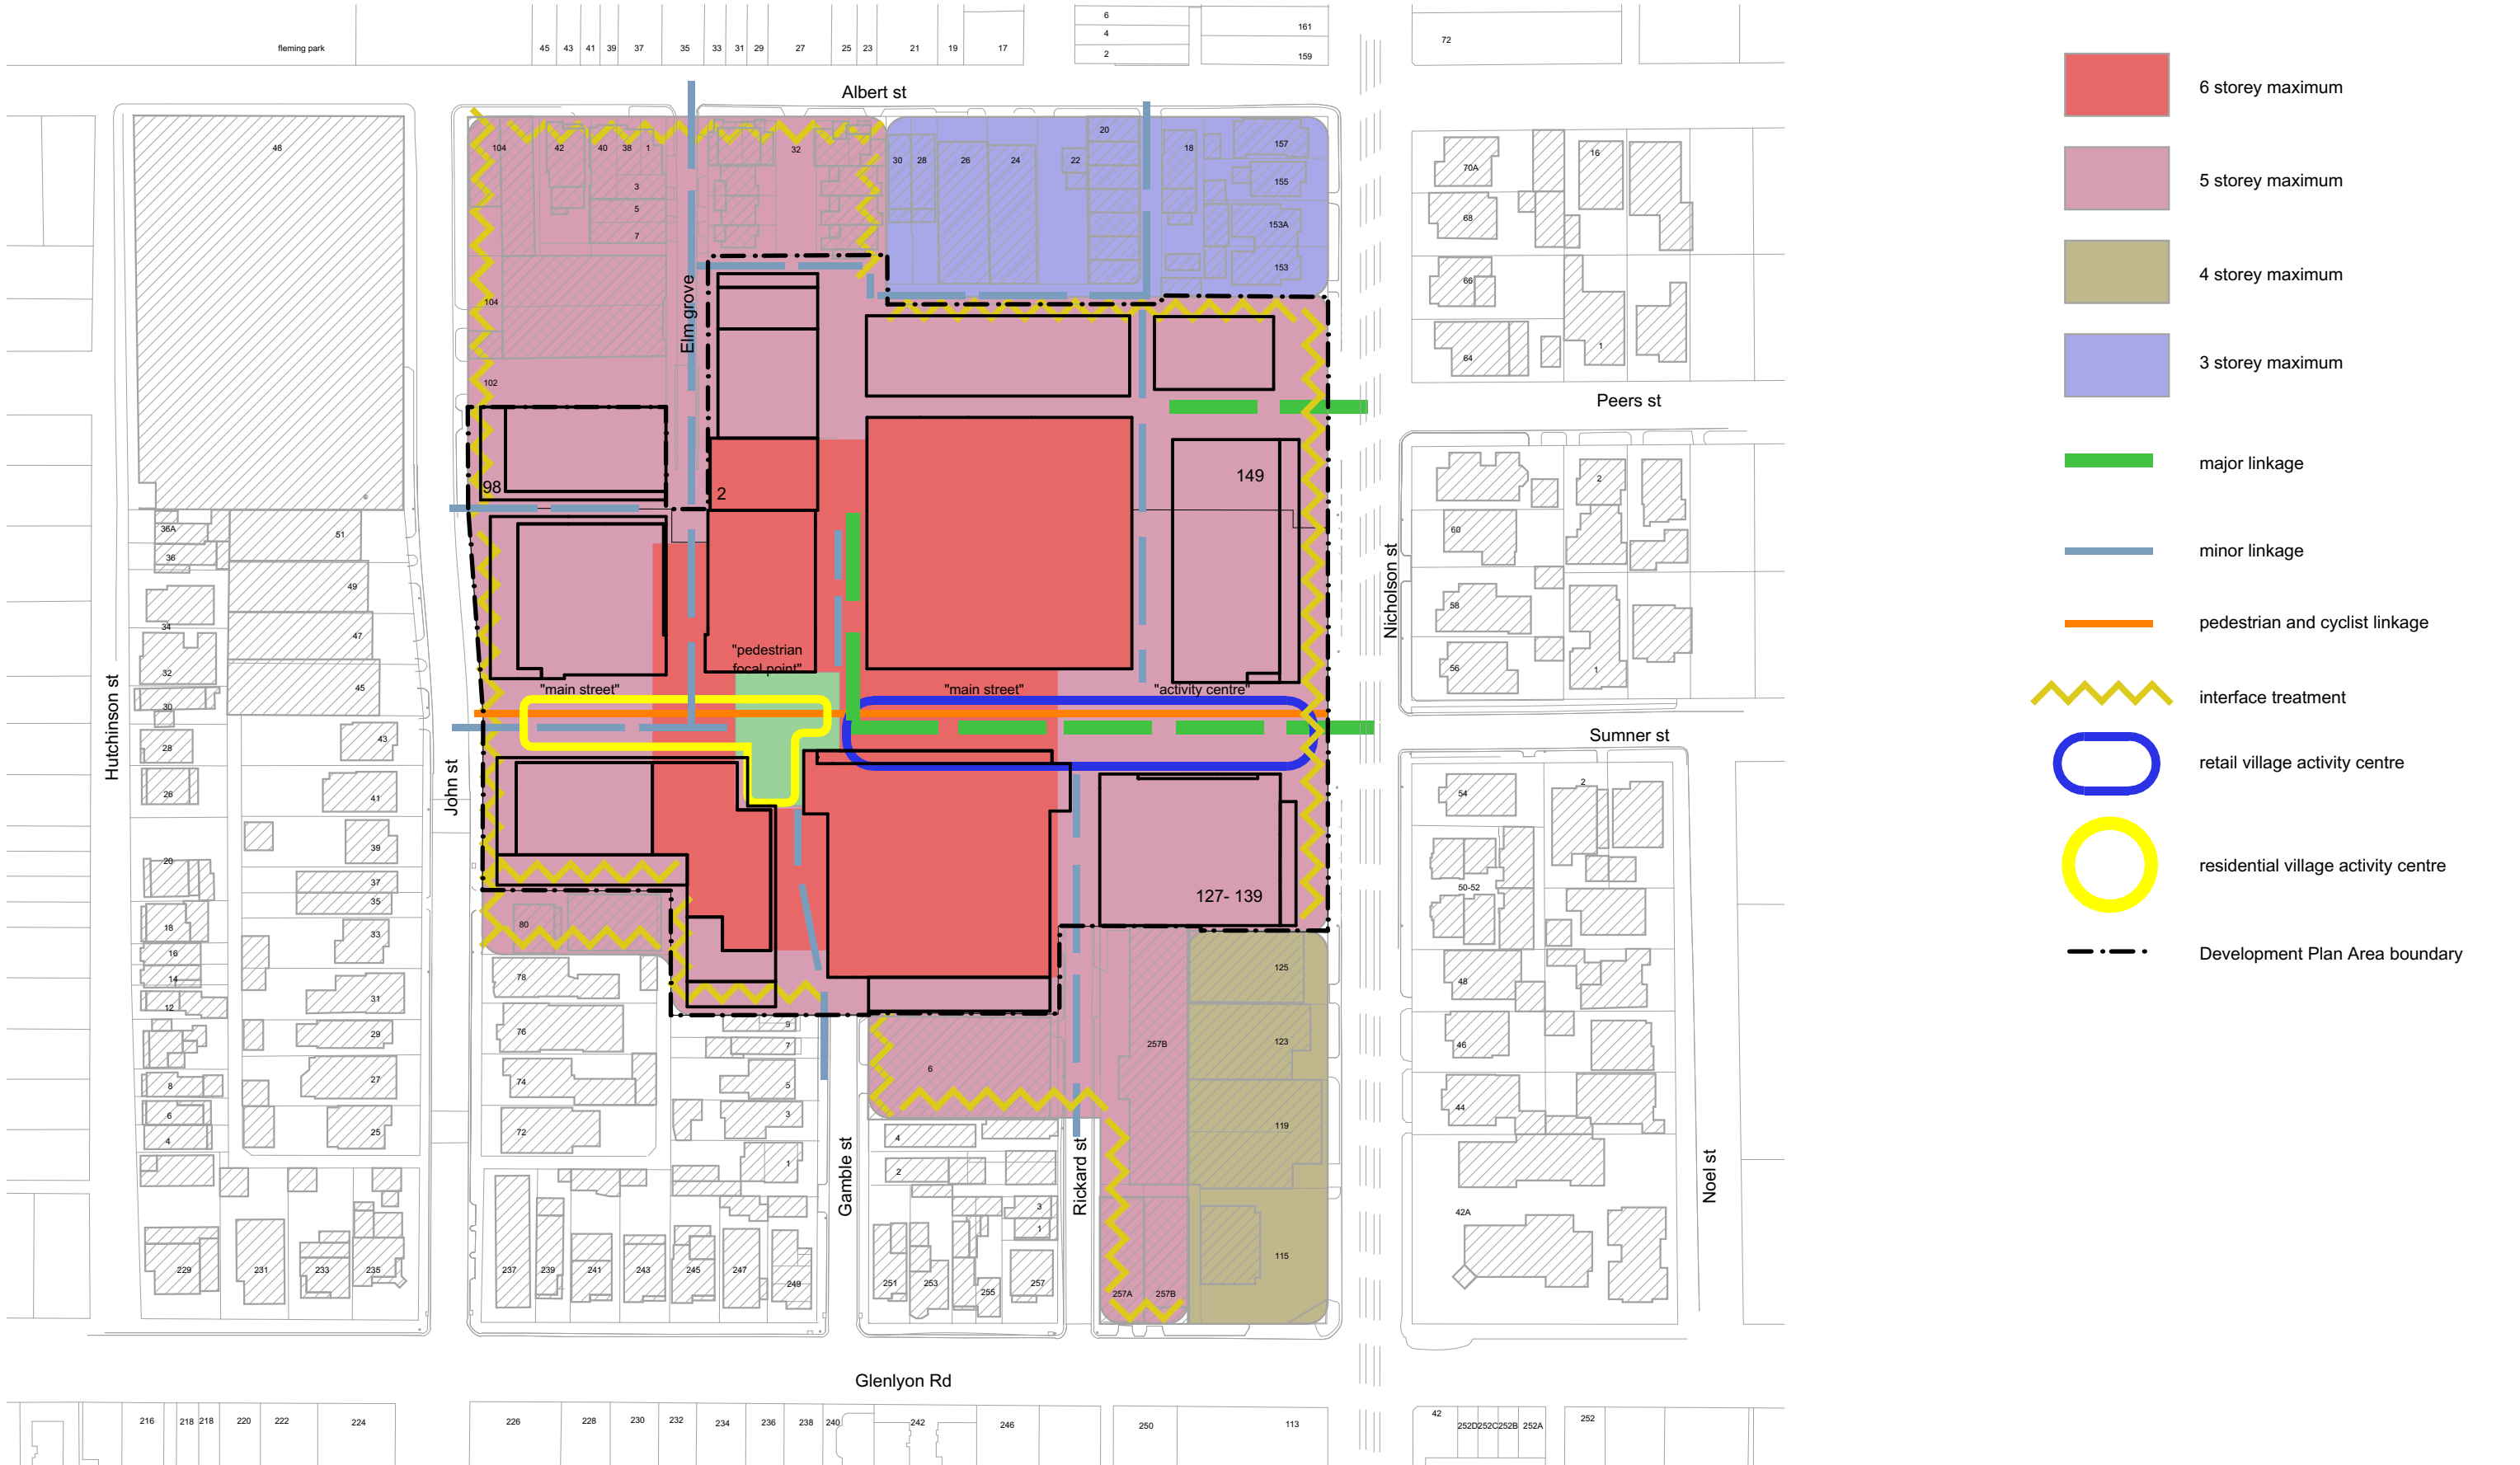 6
4
2
161
159
72
fleming park
45 43 41 39 37 35 33 31 29 27 25 23 21 19 17
Albert st
6 storey maximum
5 storey maximum
4 storey maximum
3 storey maximum
major linkage
minor linkage
pedestrian and cyclist linkage
interface treatment
retail village activity centre
residential village activity centre
Development Plan Area boundary
48
104 42 40 38 1 32
3
5
7
104
102
98
30 28 26 24 22 20 18
157
155
153A
153
Elm grove
2
149
70A
68
66
64
16
1
Peers st
Nicholson st
2
60
58
56
1
Sumner st
36A
36
34
32
30
28
26
20
18
16
14
12
8
6
4
51
49
47
45
43
41
39
37
35
33
31
29
27
25
Hutchinson st
John st
"pedestrian
focal point"
"main street"
"main street"
"activity centre"
127- 139
80
78
76
74
72
9
7
5
3
1
6
4
2
257B
125
123
119
115
54
2
50-52
48
46
44
42A
Noel st
Gamble st
Rickard st
3
1
229 231 233 235
237 239 241 243 245 247 249
251 253 255 257
257A 257B
Glenlyon Rd
216 218 218 220 222 224
226 228 230 232 234 236 238 240 242 246
250 113
42 252D 252C 252B 252A 252